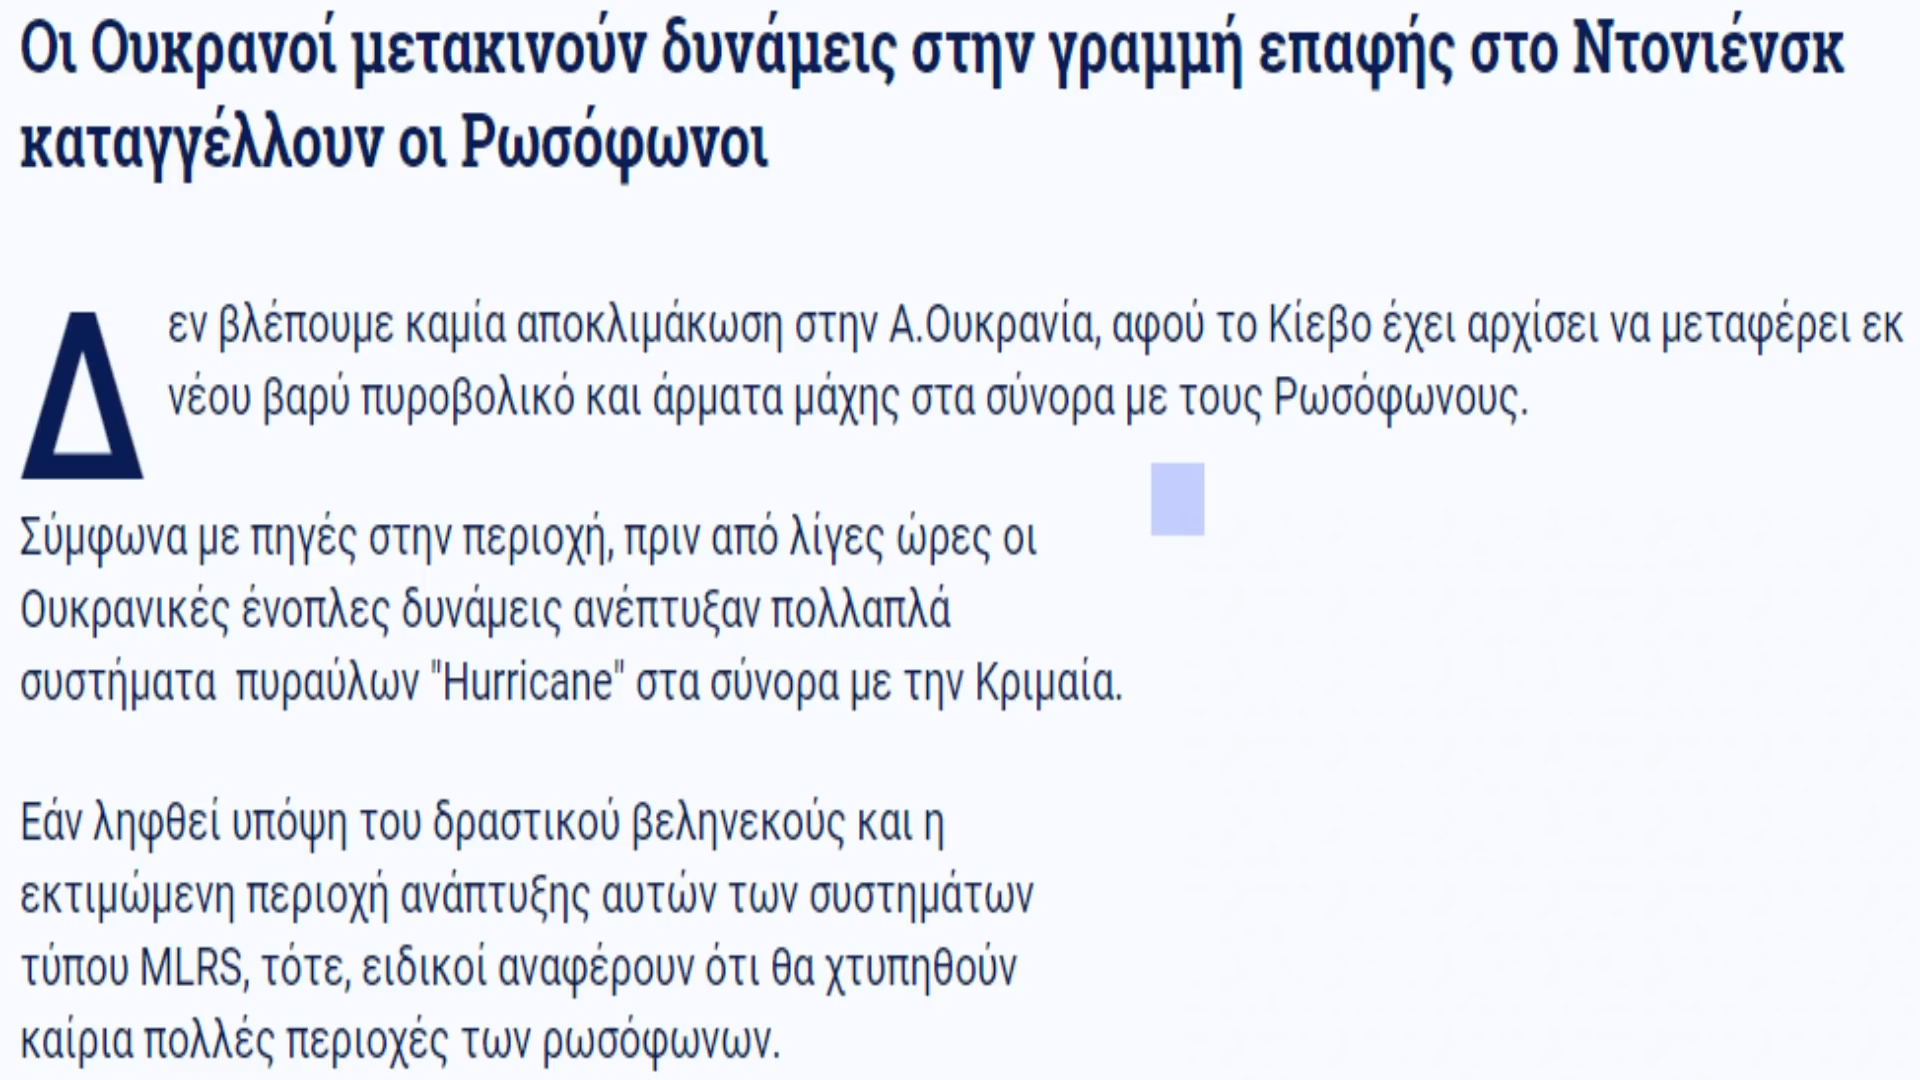 Οι Ουκρανοί μετακινούν δυνάμεις στην γραμμή επαφής στο Ντονιένσκ
καταγγέλλουν οι Ρωσόφωνοι
Δεν βλέπουμε καμία αποκλιμάκωση στην Α.Ουκρανία, αφού το Κίεβο έχει αρχίσει να μεταφέρει εκ
νέου βαρύ πυροβολικό και άρματα μάχης στα σύνορα με τους Ρωσόφωνους.
Σύμφωνα με πηγές στην περιοχή, πριν από λίγες ώρες οι
Ουκρανικές ένοπλες δυνάμεις ανέπτυξαν πολλαπλά
συστήματα  πυραύλων "Hurricane" στα σύνορα με την Κριμαία.
Εάν ληφθεί υπόψη του δραστικού βεληνεκούς και η
εκτιμώμενη περιοχή ανάπτυξης αυτών των συστημάτων
τύπου MLRS, τότε, ειδικοί αναφέρουν ότι θα χτυπηθούν
καίρια πολλές περιοχές των ρωσόφωνων.